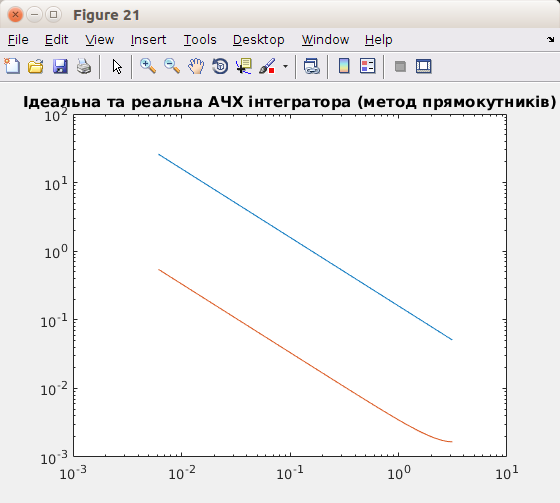 Figure 21
File Edit View Insert Tools Desktop Window Help
Ідеальна та реальна АЧХ інтегратора (метод прямокутників)
10^2
10^1
10^0
10^-1
10^-2
10^-3
10^-3 10^-2 10^-1 10^0 10^1